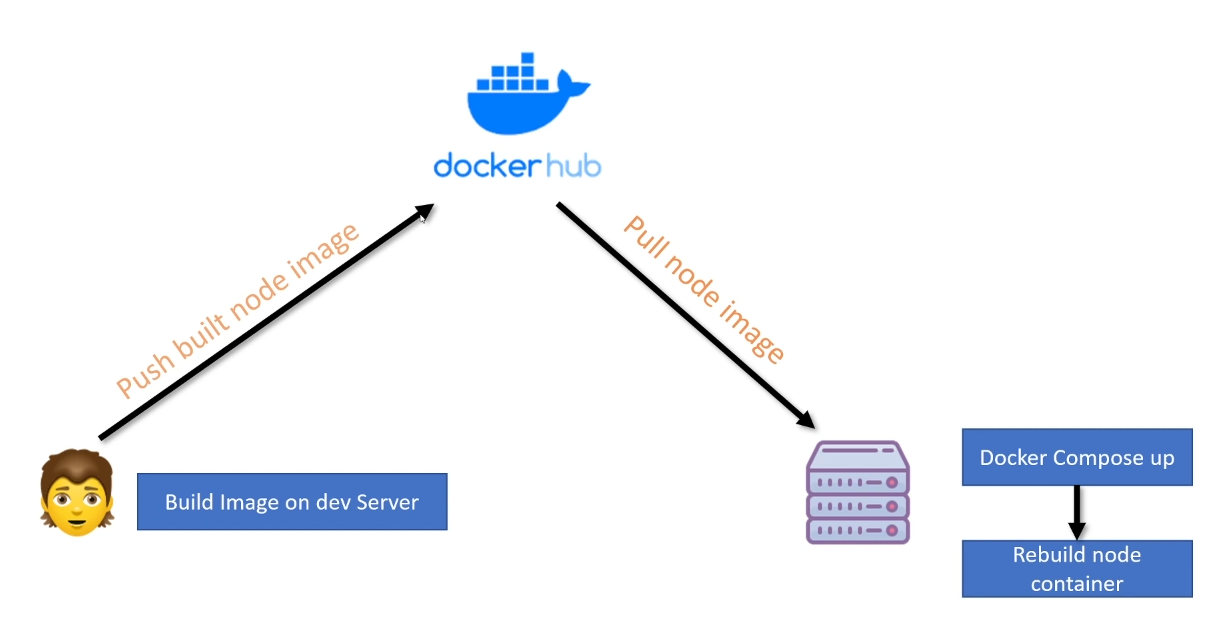 docker hub
Push built node image
Pull node image
Build Image on dev Server
Docker Compose up
Rebuild node
container